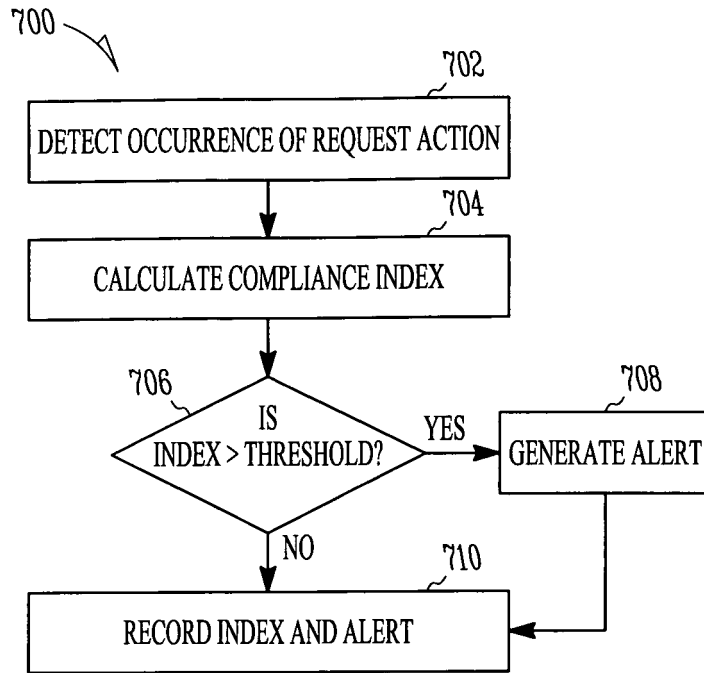 700
702
DETECT OCCURRENCE OF REQUEST ACTION
704
CALCULATE COMPLIANCE INDEX
706
IS
INDEX > THRESHOLD?
YES
708
GENERATE ALERT
NO
710
RECORD INDEX AND ALERT